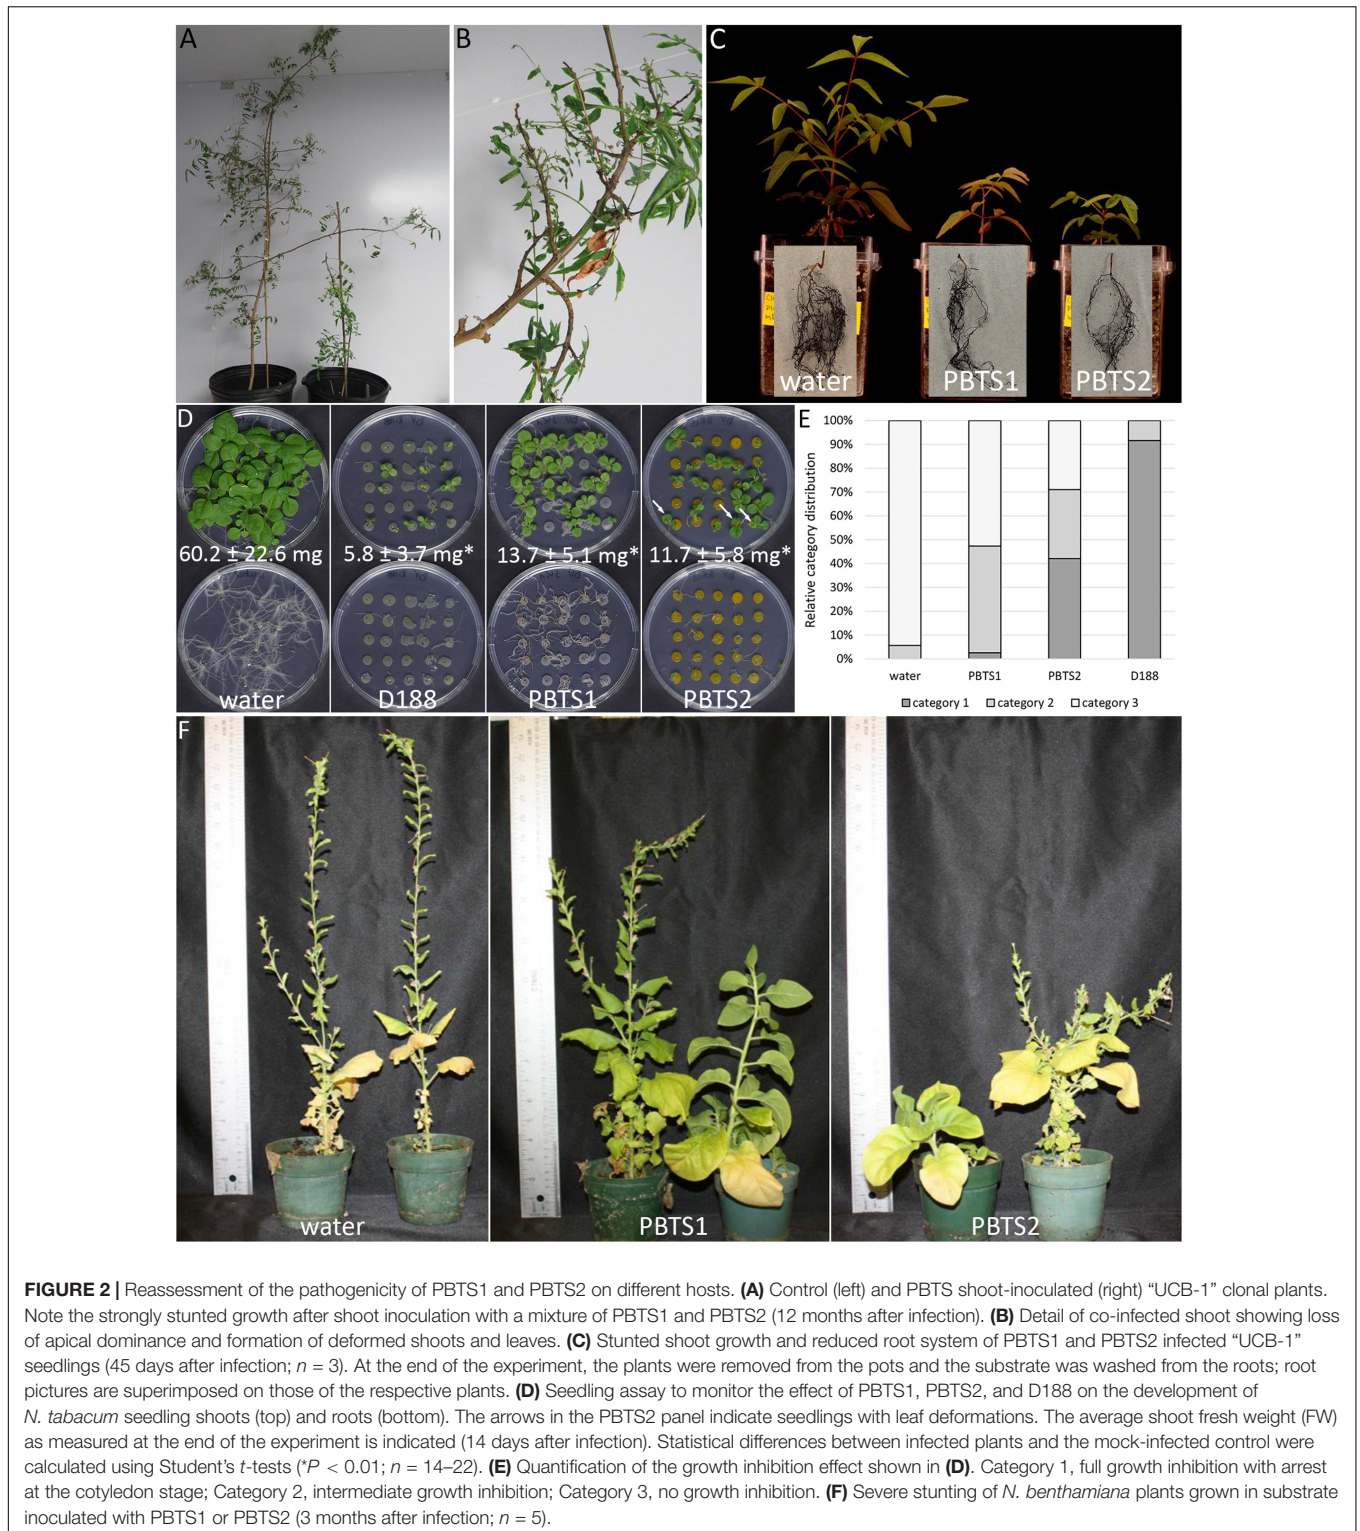 A
B
C
water
PBTS1
PBTS2
D
60.2 ± 22.6 mg
5.8 ± 3.7 mg*
13.7 ± 5.1 mg*
11.7 ± 5.8 mg*
water
D188
PBTS1
PBTS2
E
Relative category distribution
100%
90%
80%
70%
60%
50%
40%
30%
20%
10%
0%
water
PBTS1
PBTS2
D188
category 1
category 2
category 3
F
water
PBTS1
PBTS2
FIGURE 2 | Reassessment of the pathogenicity of PBTS1 and PBTS2 on different hosts. (A) Control (left) and PBTS shoot-inoculated (right) “UCB-1” clonal plants.
Note the strongly stunted growth after shoot inoculation with a mixture of PBTS1 and PBTS2 (12 months after infection). (B) Detail of co-infected shoot showing loss
of apical dominance and formation of deformed shoots and leaves. (C) Stunted shoot growth and reduced root system of PBTS1 and PBTS2 infected “UCB-1”
seedlings (45 days after infection; n = 3). At the end of the experiment, the plants were removed from the pots and the substrate was washed from the roots; root
pictures are superimposed on those of the respective plants. (D) Seedling assay to monitor the effect of PBTS1, PBTS2, and D188 on the development of
N. tabacum seedling shoots (top) and roots (bottom). The arrows in the PBTS2 panel indicate seedlings with leaf deformations. The average shoot fresh weight (FW)
as measured at the end of the experiment is indicated (14 days after infection). Statistical differences between infected plants and the mock-infected control were
calculated using Student’s t-tests (*P < 0.01; n = 14–22). (E) Quantification of the growth inhibition effect shown in (D). Category 1, full growth inhibition with arrest
at the cotyledon stage; Category 2, intermediate growth inhibition; Category 3, no growth inhibition. (F) Severe stunting of N. benthamiana plants grown in substrate
inoculated with PBTS1 or PBTS2 (3 months after infection; n = 5).